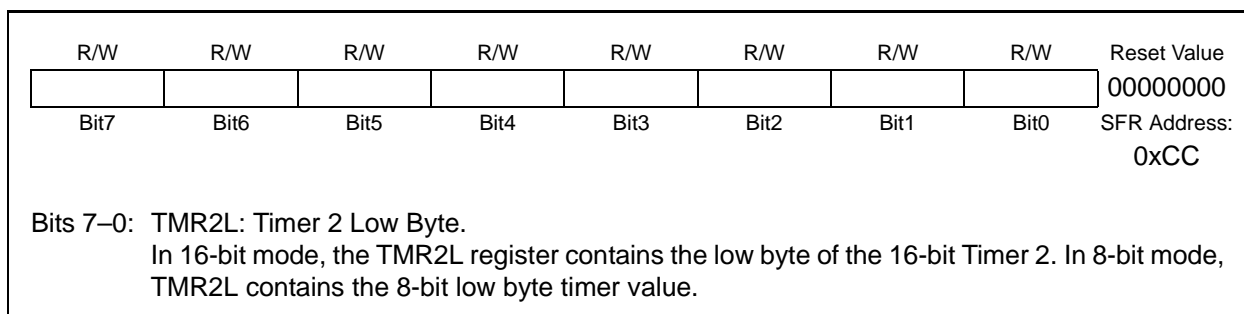 R/W R/W R/W R/W R/W R/W R/W R/W Reset Value
00000000
Bit7 Bit6 Bit5 Bit4 Bit3 Bit2 Bit1 Bit0 SFR Address:
0xCC
Bits 7–0: TMR2L: Timer 2 Low Byte.
In 16-bit mode, the TMR2L register contains the low byte of the 16-bit Timer 2. In 8-bit mode,
TMR2L contains the 8-bit low byte timer value.